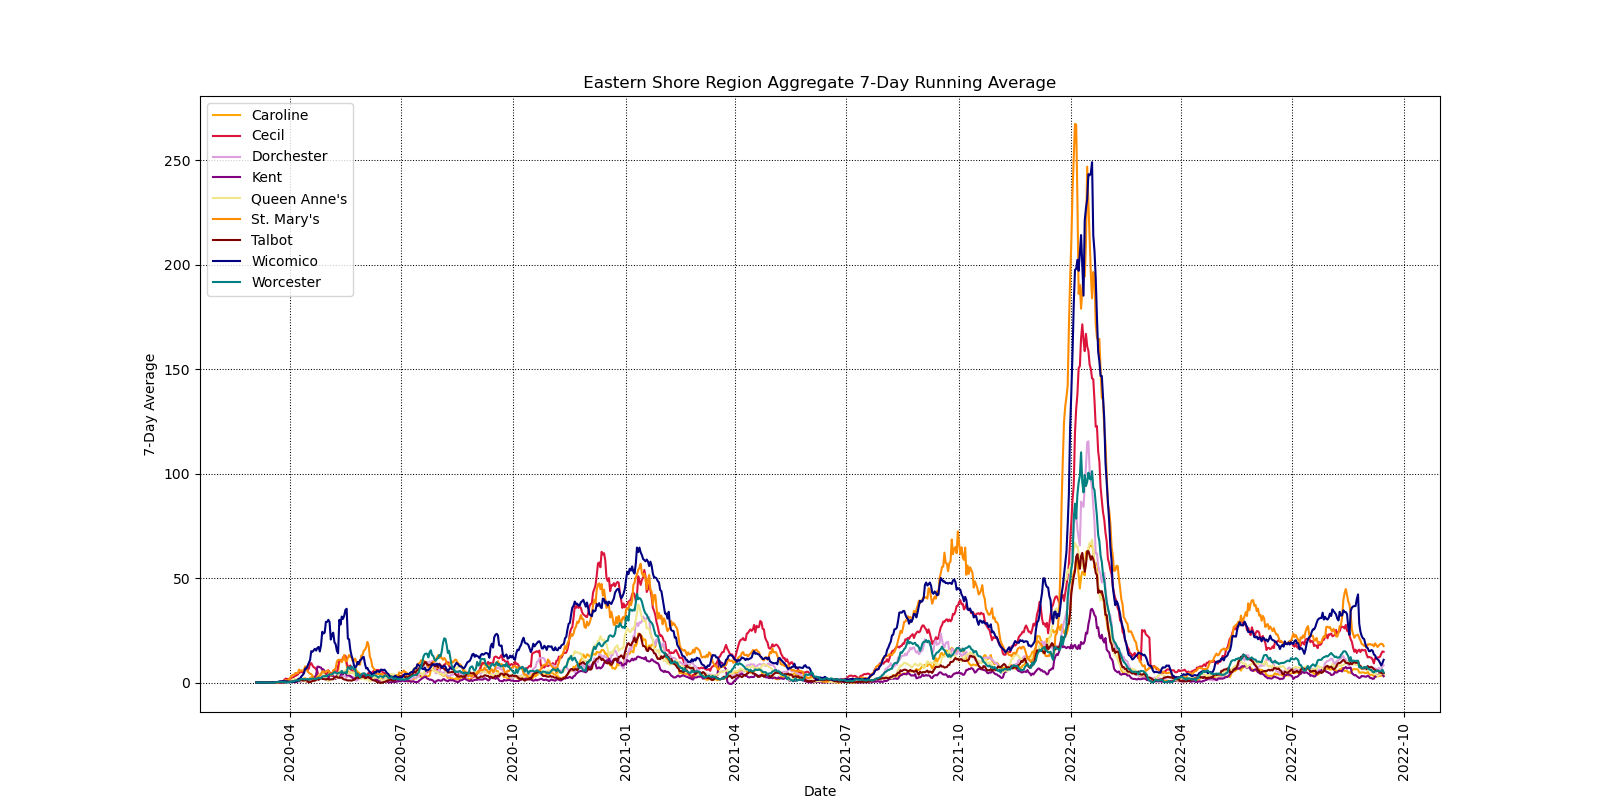 Eastern Shore Region Aggregate 7-Day Running Average
Caroline
Cecil
Dorchester
Kent
Queen Anne's
St. Mary's
Talbot
Wicomico
Worcester
250
200
150
100
50
0
7-Day Average
2020-04
2020-07
2020-10
2021-01
2021-04
2021-07
2021-10
2022-01
2022-04
2022-07
2022-10
Date